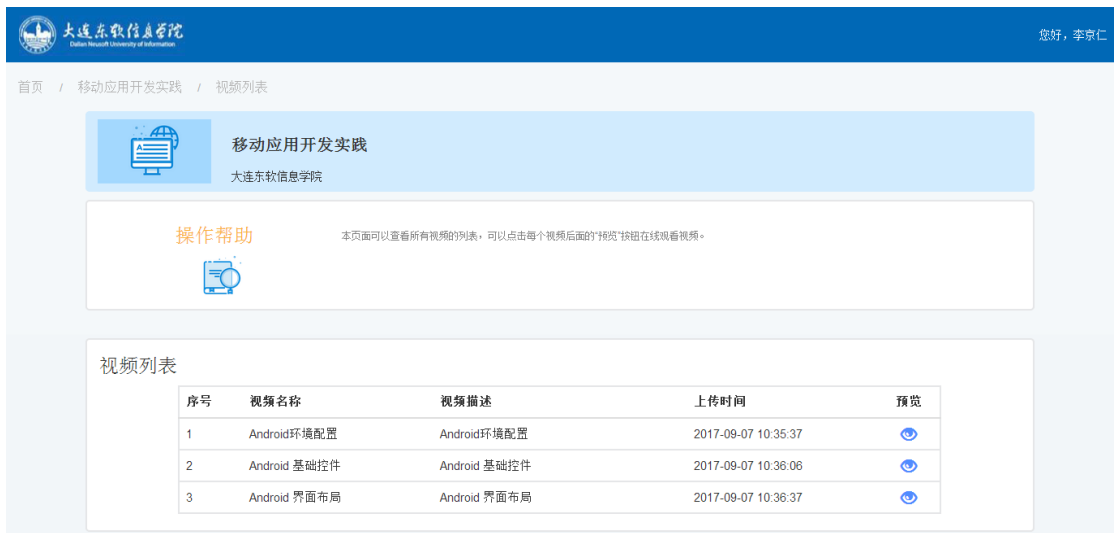 大连东软信息学院
Dalian Neusoft University of Information
您好，李京仁
首页 / 移动应用开发实践 / 视频列表
移动应用开发实践
大连东软信息学院
操作帮助
本页面可以查看所有视频的列表，可以点击每个视频后面的"预览"按钮在线观看视频。
视频列表
序号 视频名称 视频描述 上传时间 预览
1 Android环境配置 Android环境配置 2017-09-07 10:35:37
2 Android 基础控件 Android 基础控件 2017-09-07 10:36:06
3 Android 界面布局 Android 界面布局 2017-09-07 10:36:37